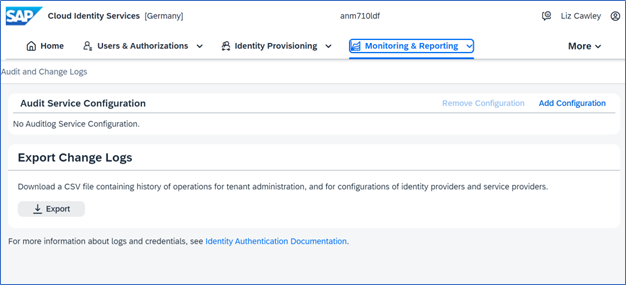 SAP Cloud Identity Services [Germany] anm710ldf Liz Cawley
Home Users & Authorizations Identity Provisioning Monitoring & Reporting More
Audit and Change Logs
Audit Service Configuration Remove Configuration Add Configuration
No Auditlog Service Configuration.
Export Change Logs
Download a CSV file containing history of operations for tenant administration, and for configurations of identity providers and service providers.
Export
For more information about logs and credentials, see Identity Authentication Documentation.